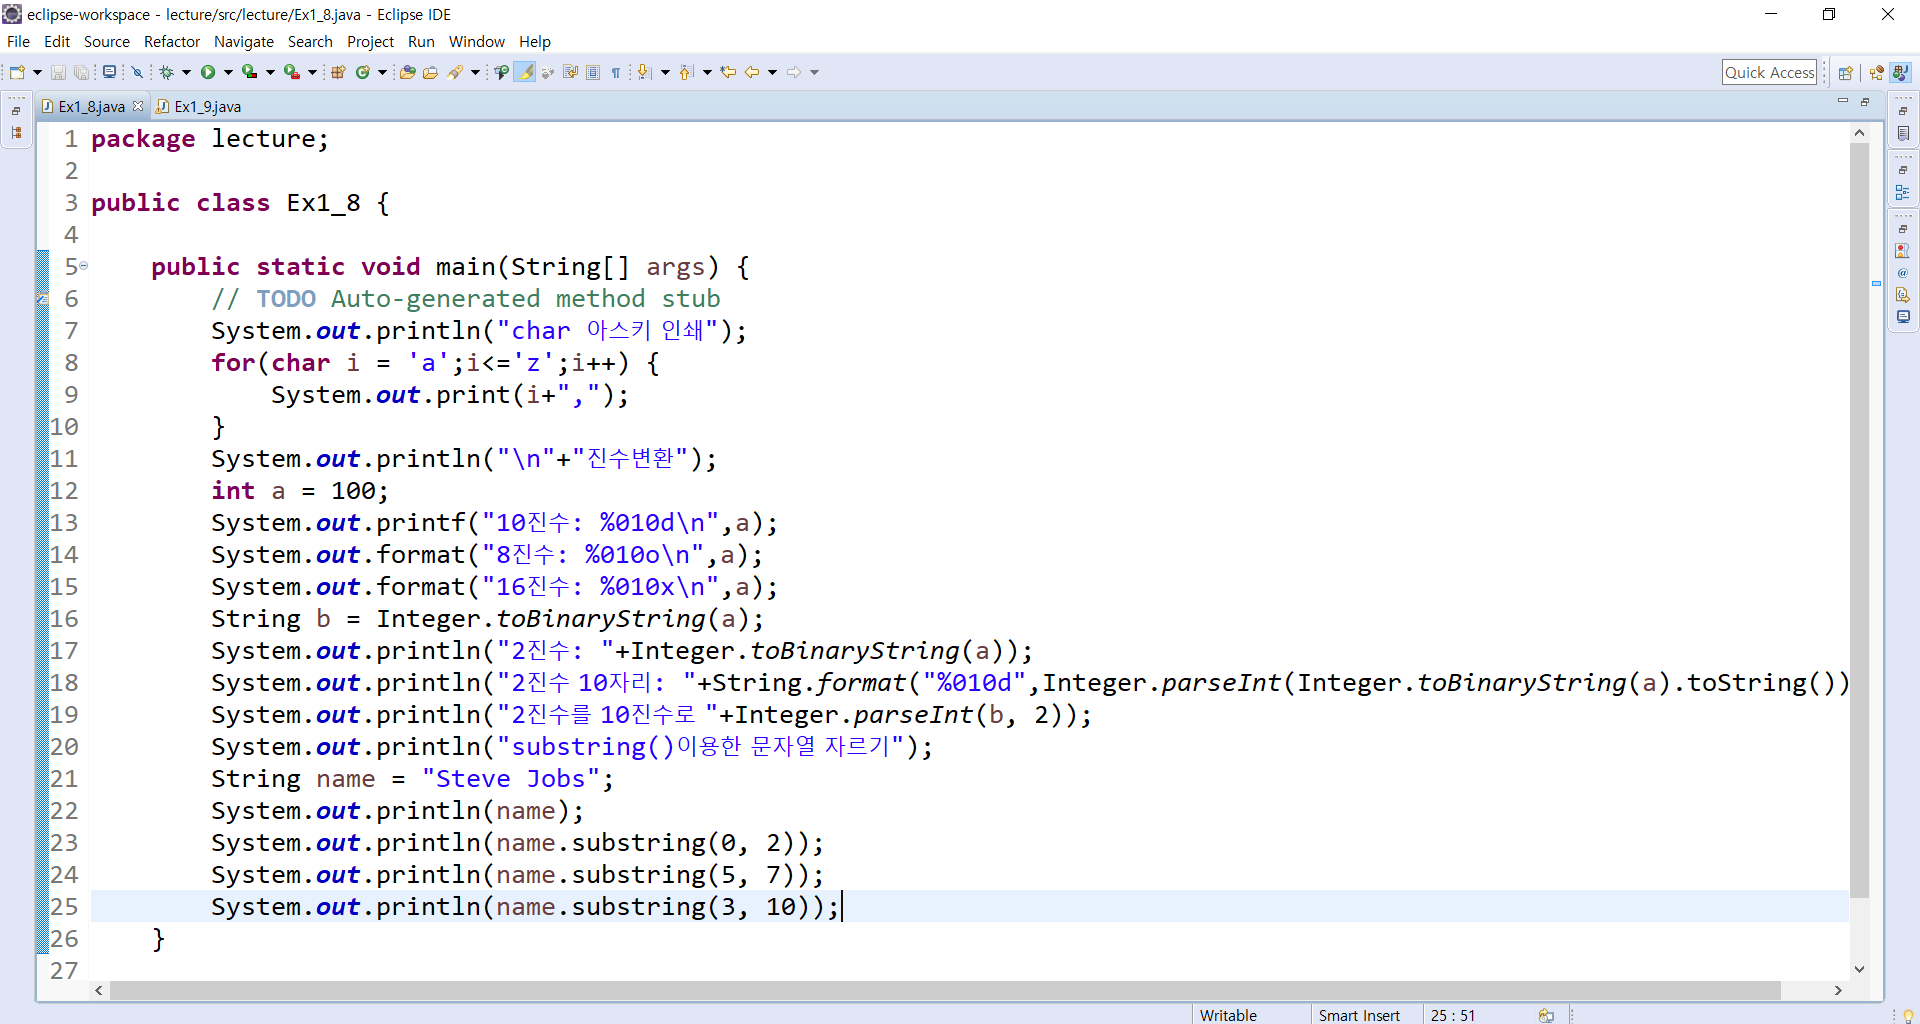 eclipse-workspace - lecture/src/lecture/Ex1_8.java - Eclipse IDE
File Edit Source Refactor Navigate Search Project Run Window Help
Quick Access
Ex1_8.java Ex1_9.java
1 package lecture;
2
3 public class Ex1_8 {
4
5     public static void main(String[] args) {
6         // TODO Auto-generated method stub
7         System.out.println("char 아스키 인쇄");
8         for(char i = 'a';i<='z';i++) {
9             System.out.print(i+",");
10         }
11         System.out.println("\n"+"진수변환");
12         int a = 100;
13         System.out.printf("10진수: %010d\n",a);
14         System.out.format("8진수: %010o\n",a);
15         System.out.format("16진수: %010x\n",a);
16         String b = Integer.toBinaryString(a);
17         System.out.println("2진수: "+Integer.toBinaryString(a));
18         System.out.println("2진수 10자리: "+String.format("%010d",Integer.parseInt(Integer.toBinaryString(a).toString())
19         System.out.println("2진수를 10진수로 "+Integer.parseInt(b, 2));
20         System.out.println("substring()이용한 문자열 자르기");
21         String name = "Steve Jobs";
22         System.out.println(name);
23         System.out.println(name.substring(0, 2));
24         System.out.println(name.substring(5, 7));
25         System.out.println(name.substring(3, 10));
26     }
27
Writable Smart Insert 25 : 51